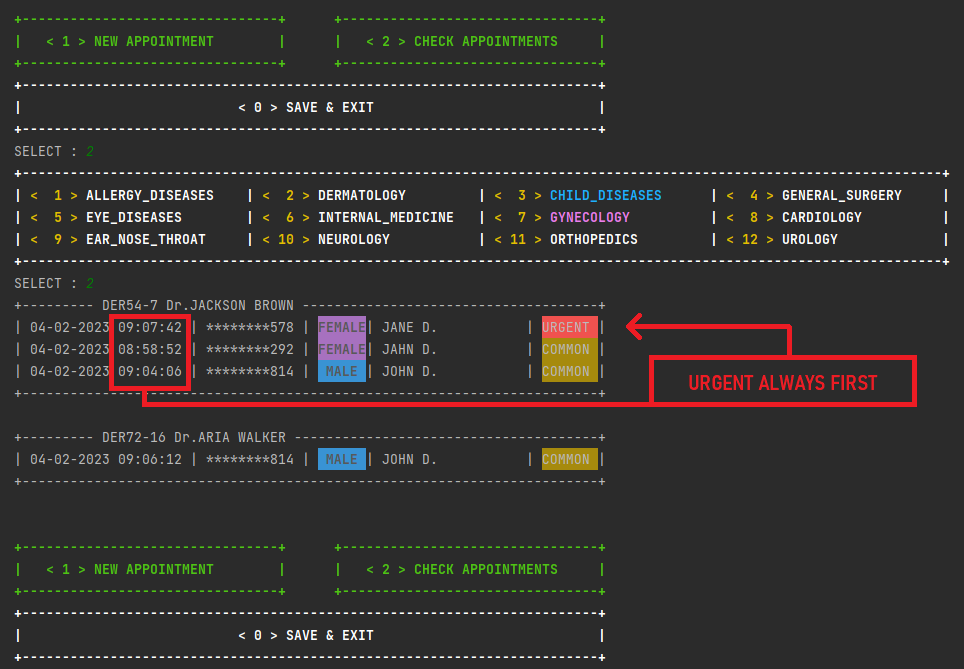 +--------------------------------+      +--------------------------------+
|   < 1 > NEW APPOINTMENT        |      |   < 2 > CHECK APPOINTMENTS     |
+--------------------------------+      +--------------------------------+
+------------------------------------------------------------------------+
|                           < 0 > SAVE & EXIT                            |
+------------------------------------------------------------------------+
SELECT : 2
+-------------------------------------------------------------------------------------------------------------------+
| <  1 > ALLERGY_DISEASES    | <  2 > DERMATOLOGY         | <  3 > CHILD_DISEASES      | <  4 > GENERAL_SURGERY     |
| <  5 > EYE_DISEASES        | <  6 > INTERNAL_MEDICINE   | <  7 > GYNECOLOGY          | <  8 > CARDIOLOGY          |
| <  9 > EAR_NOSE_THROAT     | < 10 > NEUROLOGY           | < 11 > ORTHOPEDICS         | < 12 > UROLOGY             |
+-------------------------------------------------------------------------------------------------------------------+
SELECT : 2
+--------- DER54-7 Dr.JACKSON BROWN -------------------------------------+
| 04-02-2023 09:07:42 | ********578 | FEMALE| JANE D.           | URGENT |
| 04-02-2023 08:58:52 | ********292 | FEMALE| JAHN D.           | COMMON |
| 04-02-2023 09:04:06 | ********814 |  MALE | JOHN D.           | COMMON |
URGENT ALWAYS FIRST
+------------------------------------------------------------------------+
+--------- DER72-16 Dr.ARIA WALKER --------------------------------------+
| 04-02-2023 09:06:12 | ********814 |  MALE | JOHN D.           | COMMON |
+------------------------------------------------------------------------+
+--------------------------------+      +--------------------------------+
|   < 1 > NEW APPOINTMENT        |      |   < 2 > CHECK APPOINTMENTS     |
+--------------------------------+      +--------------------------------+
+------------------------------------------------------------------------+
|                           < 0 > SAVE & EXIT                            |
+------------------------------------------------------------------------+